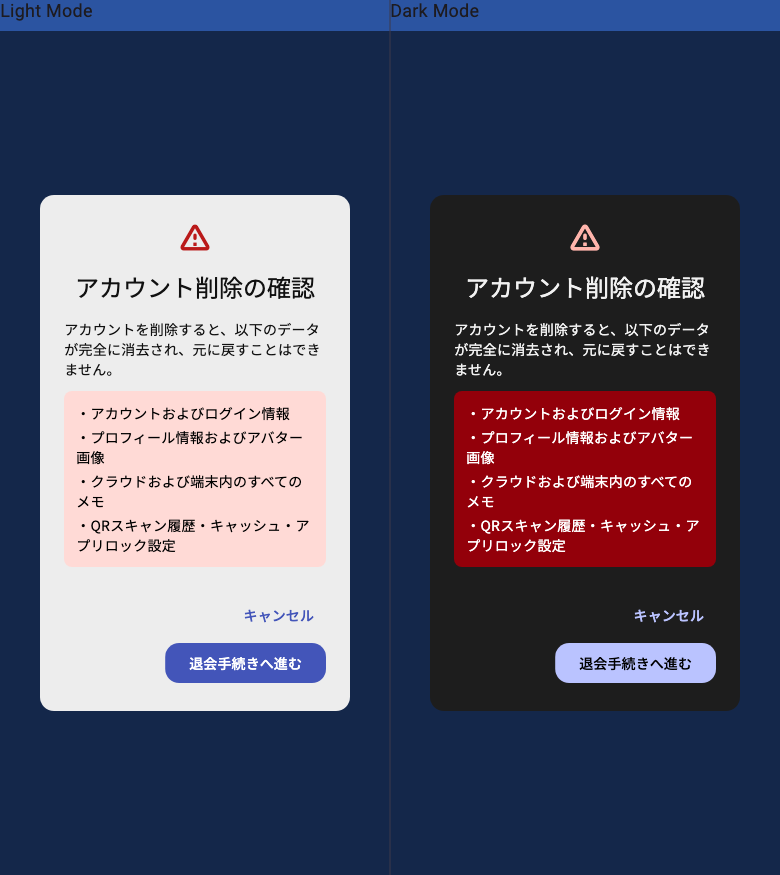 Light Mode
アカウント削除の確認
アカウントを削除すると、以下のデータ
が完全に消去され、元に戻すことはでき
ません。
・アカウントおよびログイン情報
・プロフィール情報およびアバター
画像
・クラウドおよび端末内のすべての
メモ
・QRスキャン履歴・キャッシュ・ア
プリロック設定
キャンセル
退会手続きへ進む
Dark Mode
アカウント削除の確認
アカウントを削除すると、以下のデータ
が完全に消去され、元に戻すことはでき
ません。
・アカウントおよびログイン情報
・プロフィール情報およびアバター
画像
・クラウドおよび端末内のすべての
メモ
・QRスキャン履歴・キャッシュ・ア
プリロック設定
キャンセル
退会手続きへ進む